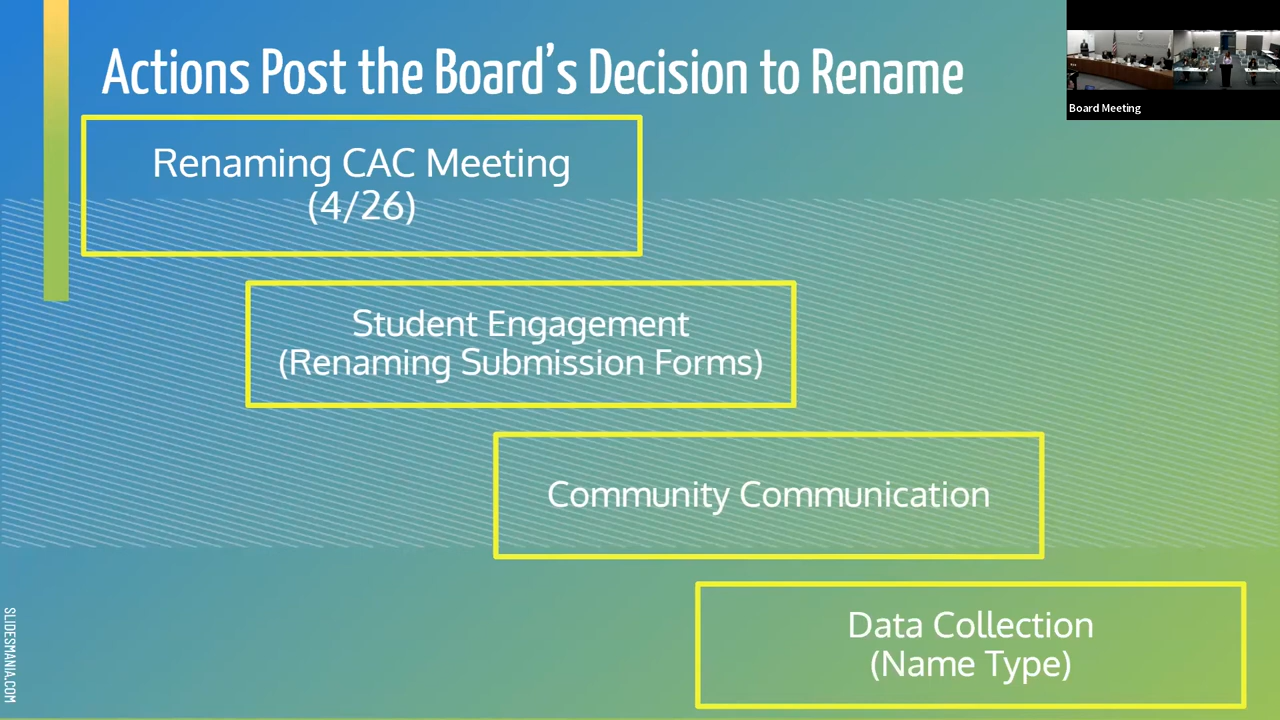 Actions Post the Board's Decision to Rename
Board Meeting
Renaming CAC Meeting
(4/26)
Student Engagement
(Renaming Submission Forms)
Community Communication
Data Collection
(Name Type)
SLIDESMANIA.COM